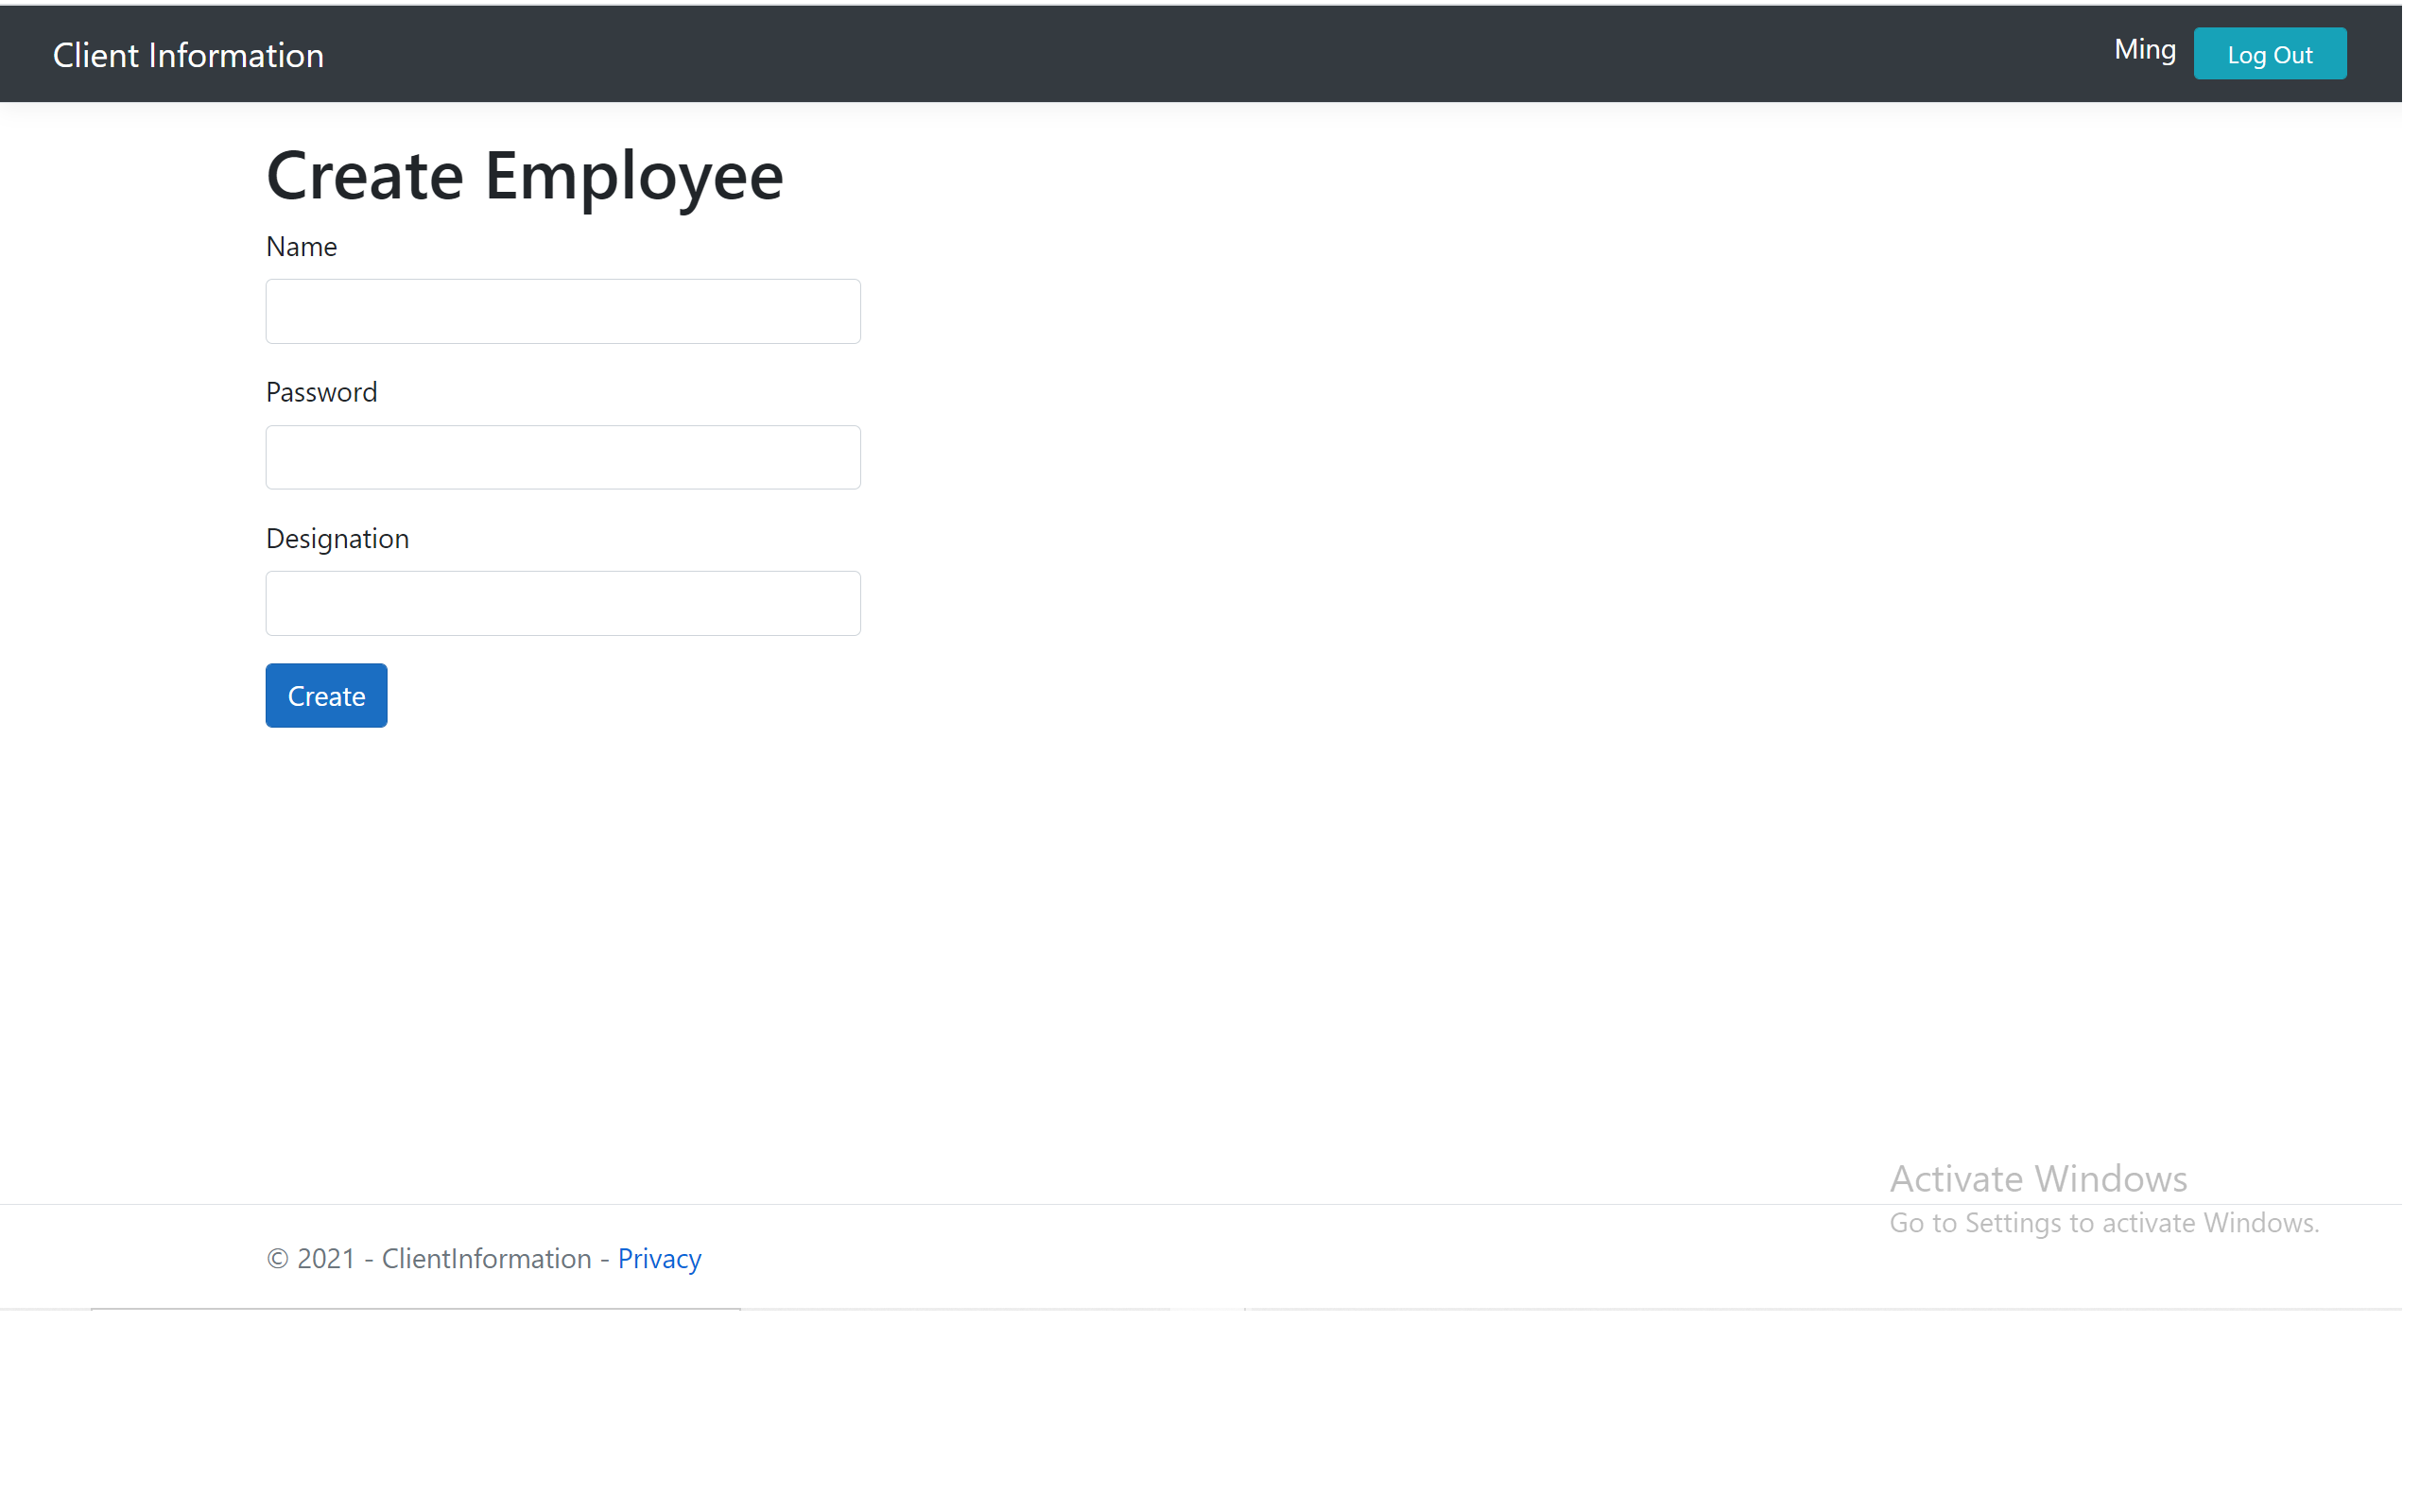 Client Information
Ming
Log Out
Create Employee
Name
Password
Designation
Create
Activate Windows
Go to Settings to activate Windows.
© 2021 - ClientInformation - Privacy